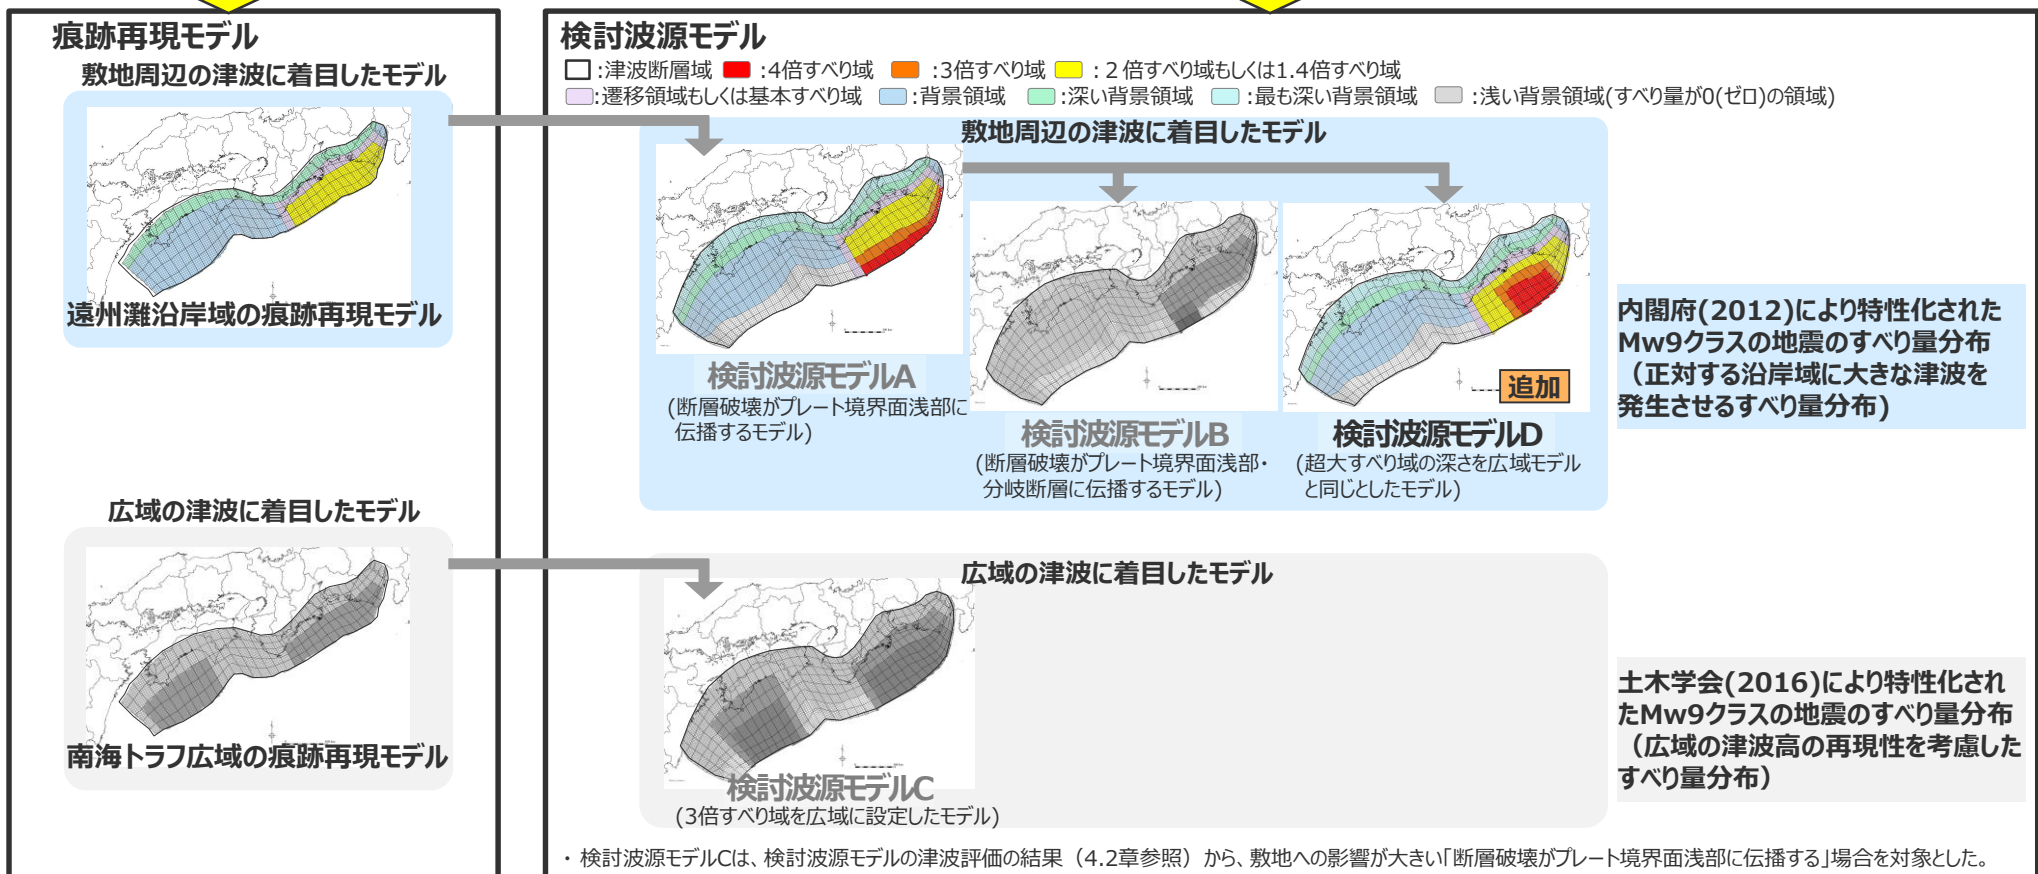 痕跡再現モデル
敷地周辺の津波に着目したモデル
遠州灘沿岸域の痕跡再現モデル
広域の津波に着目したモデル
南海トラフ広域の痕跡再現モデル
検討波源モデル
:津波断層域 :4倍すべり域 :3倍すべり域 :２倍すべり域もしくは1.4倍すべり域
:遷移領域もしくは基本すべり域 :背景領域 :深い背景領域 :最も深い背景領域 :浅い背景領域(すべり量が0(ゼロ)の領域)
敷地周辺の津波に着目したモデル
検討波源モデルA
(断層破壊がプレート境界面浅部に
伝播するモデル)
検討波源モデルB
(断層破壊がプレート境界面浅部・
分岐断層に伝播するモデル)
追加
検討波源モデルD
(超大すべり域の深さを広域モデル
と同じとしたモデル)
内閣府(2012)により特性化された
Mw9クラスの地震のすべり量分布
（正対する沿岸域に大きな津波を
発生させるすべり量分布)
広域の津波に着目したモデル
検討波源モデルC
(3倍すべり域を広域に設定したモデル)
土木学会(2016)により特性化され
たMw9クラスの地震のすべり量分布
（広域の津波高の再現性を考慮した
すべり量分布）
・検討波源モデルCは、検討波源モデルの津波評価の結果（4.2章参照）から、敷地への影響が大きい「断層破壊がプレート境界面浅部に伝播する」場合を対象とした。